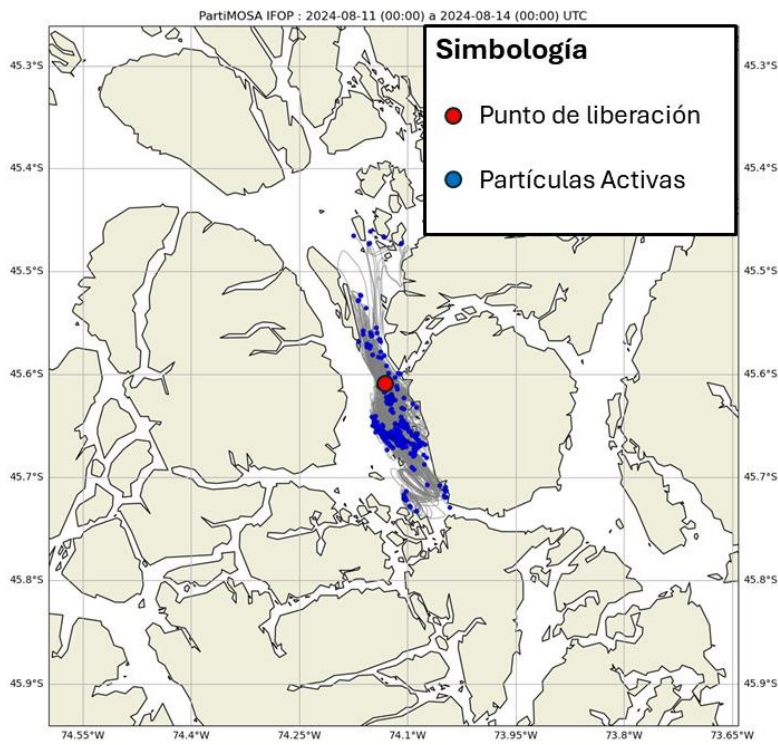 PartiMOSA IFOP : 2024-08-11 (00:00) a 2024-08-14 (00:00) UTC
Simbología
Punto de liberación
Partículas Activas
45.3°S
45.3°S
45.4°S
45.4°S
45.5°S
45.5°S
45.6°S
45.6°S
45.7°S
45.7°S
45.8°S
45.8°S
45.9°S
45.9°S
74.55°W
74.4°W
74.25°W
74.1°W
73.95°W
73.8°W
73.65°W